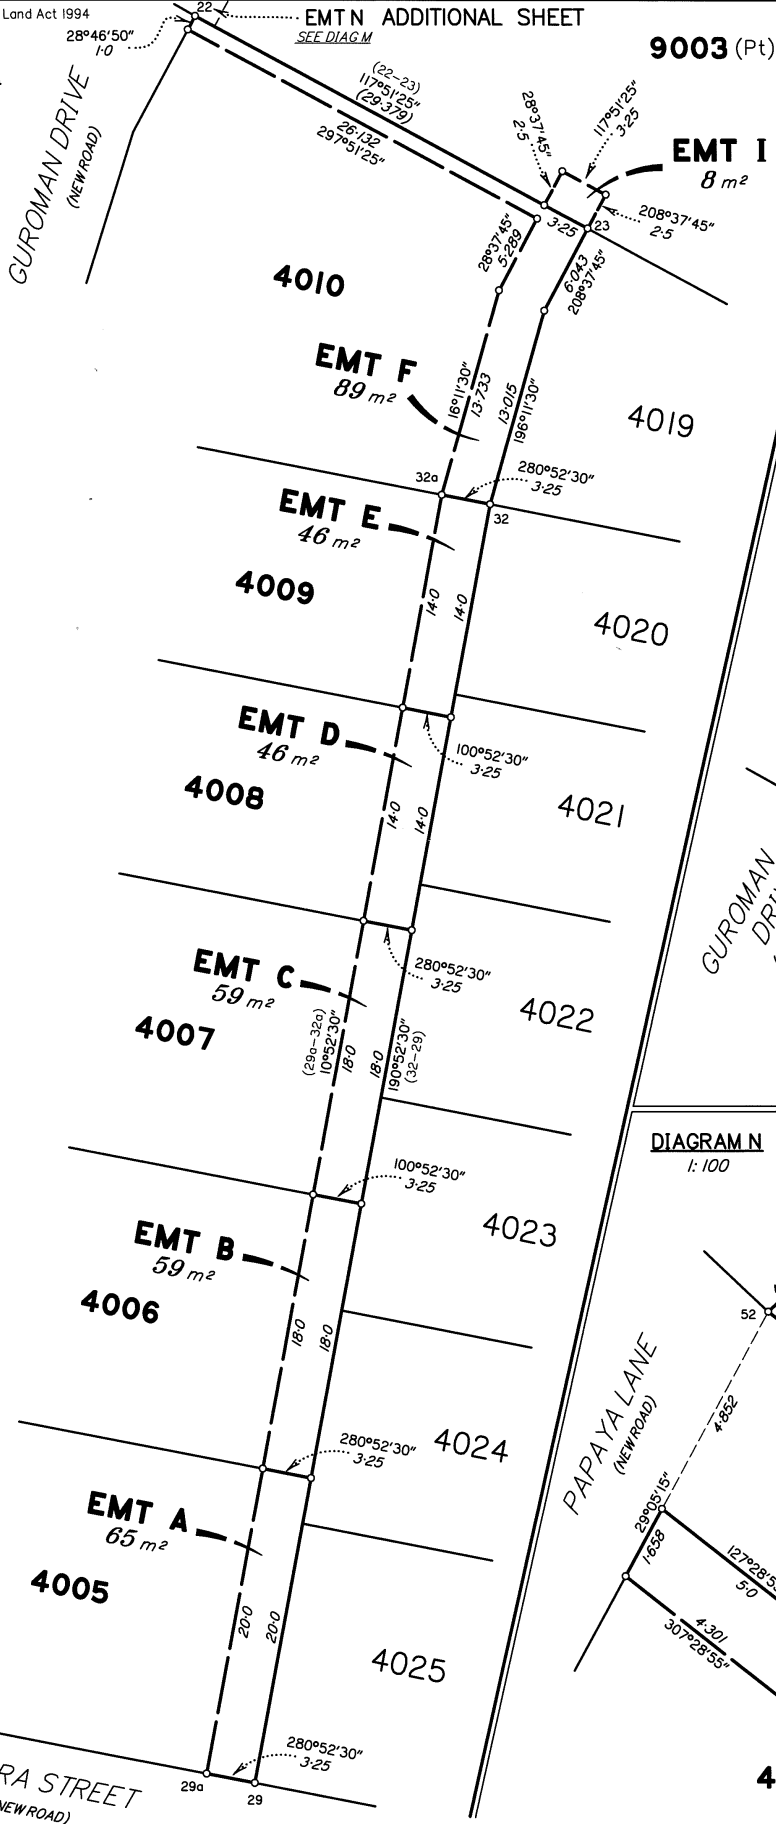 Land Act 1994
22
EMT N ADDITIONAL SHEET
SEE DIAG M
28°46'50"
1·0
9003 (Pt)
GUROMAN DRIVE
(NEW ROAD)
(22-23)
117°51'25"
(29·379)
26·132
297°51'25"
28°37'45"
2·5
117°51'25"
3·25
EMT I
8 m²
208°37'45"
2·5
3·25
23
28°37'45"
5·289
6·043
208°37'45"
4010
EMT F
89 m²
16°11'30"
13·733
13·015
196°11'30"
4019
32a
280°52'30"
3·25
32
EMT E
46 m²
4009
14·0
14·0
4020
EMT D
46 m²
100°52'30"
3·25
4008
14·0
14·0
4021
GUROMAN
EMT C
59 m²
280°52'30"
3·25
4007
(29a-32a)
10°52'30"
18·0
18·0
190°52'30"
(32-29)
4022
DIAGRAM N
1:100
100°52'30"
3·25
EMT B
59 m²
4023
4006
18·0
18·0
52
4·852
PAPAYA LANE
(NEW ROAD)
280°52'30"
3·25
4024
EMT A
65 m²
29°05'15"
1·658
4005
127°28'5
5·0
4·301
307°28'55"
20·0
20·0
4025
280°52'30"
3·25
29a
29
RA STREET
NEW ROAD)
4